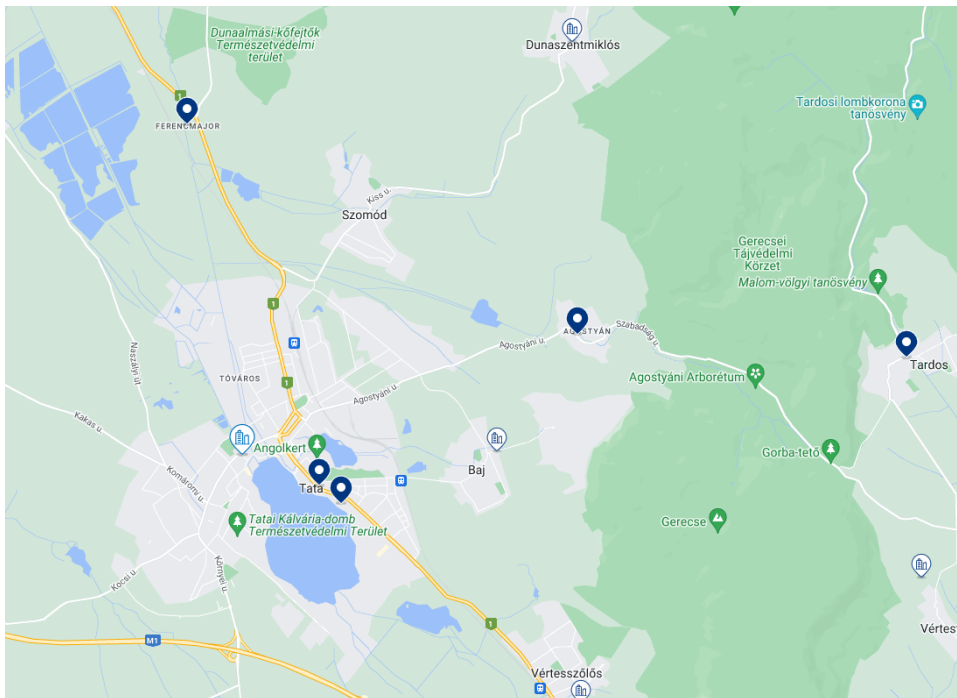 Dunaalmási-kőfejtők
Természetvédelmi
terület
Dunaszentmiklós
1
FERENCMAJOR
Tardosi lombkorona
tanösvény
Kiss u.
Szomód
Gerecsei
Tájvédelmi
Körzet
Malom-völgyi tanösvény
1
AGOSTYÁN
Szabadság u.
Agostyáni u.
Naszályi út
Tardos
TÓVÁROS
1
Agostyáni u.
Agostyáni Arborétum
Kakas u.
Angolkert
Baj
Gorba-tető
Komáromi u.
Tata
Tatai Kálvária-domb
Természetvédelmi Terület
Gerecse
Környei u.
Kocsi u.
1
M1
Vértesszőlős